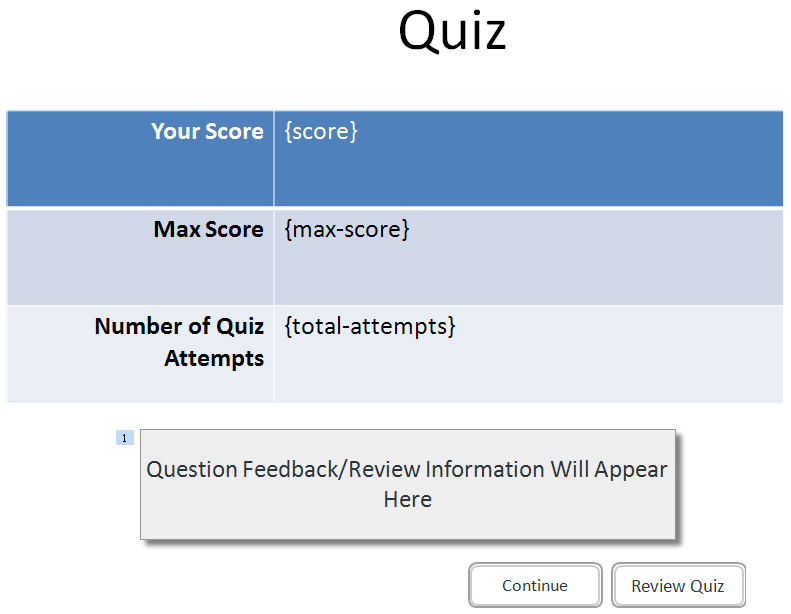 Quiz
Your Score {score}
Max Score {max-score}
Number of Quiz {total-attempts}
Attempts
1
Question Feedback/Review Information Will Appear
Here
Continue Review Quiz